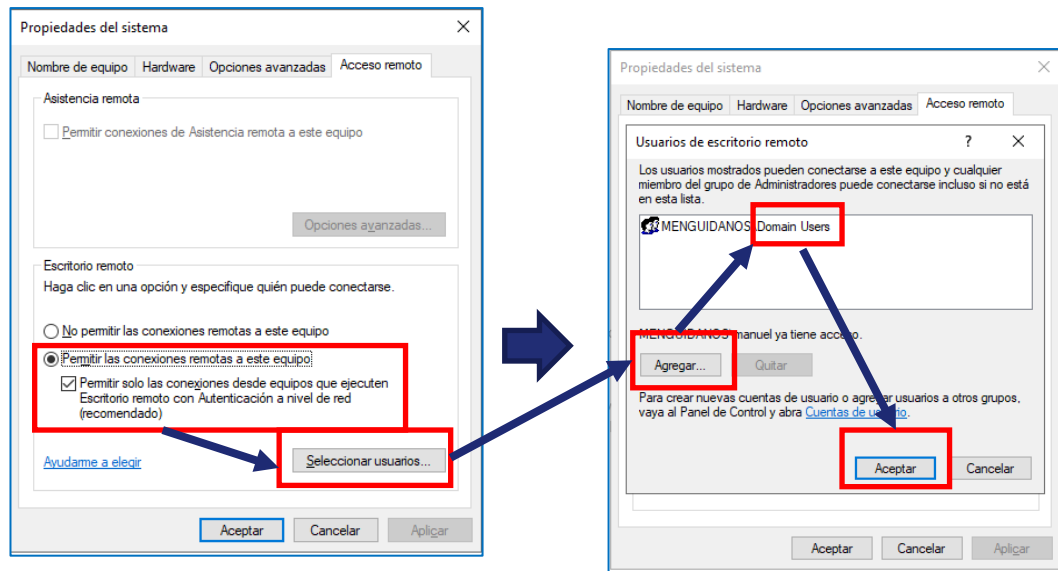 Propiedades del sistema
Nombre de equipo Hardware Opciones avanzadas Acceso remoto
Asistencia remota
Permitir conexiones de Asistencia remota a este equipo
Opciones avanzadas...
Escritorio remoto
Haga clic en una opción y especifique quién puede conectarse.
No permitir las conexiones remotas a este equipo
Permitir las conexiones remotas a este equipo
Permitir solo las conexiones desde equipos que ejecuten
Escritorio remoto con Autenticación a nivel de red
(recomendado)
Ayudarme a elegir
Seleccionar usuarios...
Aceptar Cancelar Aplicar
Propiedades del sistema
Nombre de equipo Hardware Opciones avanzadas Acceso remoto
Usuarios de escritorio remoto ?
Los usuarios mostrados pueden conectarse a este equipo y cualquier
miembro del grupo de Administradores puede conectarse incluso si no está
en esta lista.
MENGUIDANOS\Domain Users
MENGUIDANOS\manuel ya tiene acceso.
Agregar... Quitar
Para crear nuevas cuentas de usuario o agregar usuarios a otros grupos,
vaya al Panel de Control y abra Cuentas de usuario.
Aceptar Cancelar
Aceptar Cancelar Aplicar